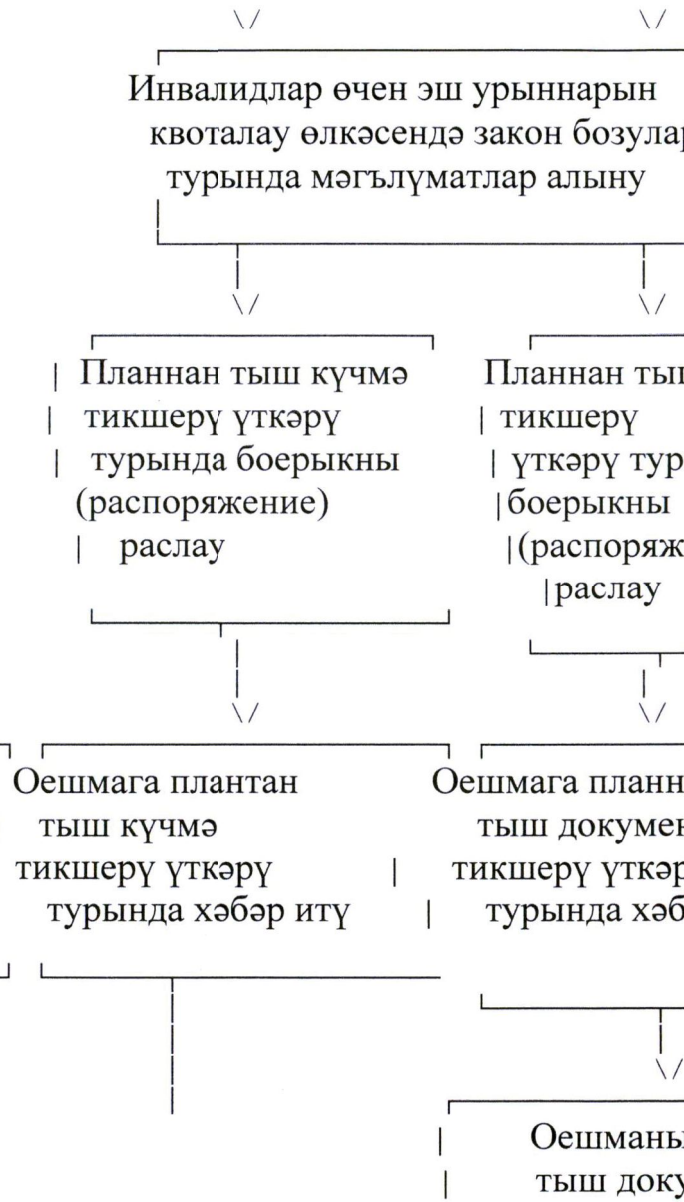 Инвалидлар өчен эш урыннарын
квоталау өлкәсендә закон бозулар
турында мәгълүматлар алыну
Планнан тыш күчмә
тикшерү үткәрү
турында боерыкны
(распоряжение)
раслау
Планнан
тикшерү
үткәрү
боерыкны
раслау
Оешмага плантан
тыш күчмә
тикшерү үткәрү
турында хәбәр итү
Оешмага
тыш
тикшерү
турында
тыш